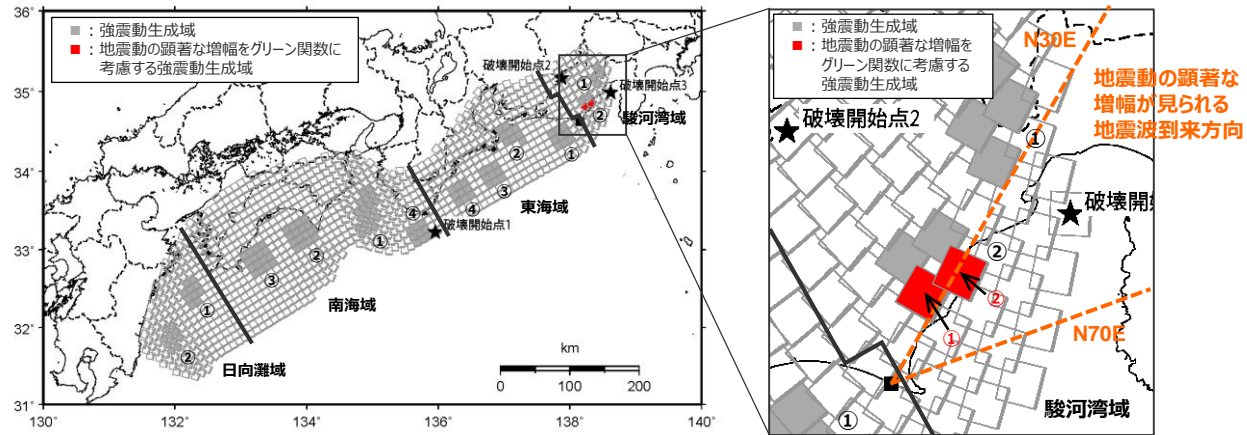 ：強震動生成域
：地震動の顕著な増幅をグリーン関数に
考慮する強震動生成域
破壊開始点2
①
破壊開始点3
②
駿河湾域
②
①
③
東海域
④
④
破壊開始点1
①
②
③
南海域
①
②
日向灘域
km
0 100 200
36°
35°
34°
33°
32°
31°
130 132 134 136 138 140
：強震動生成域
：地震動の顕著な増幅を
グリーン関数に考慮する
強震動生成域
N30E
地震動の顕著な
増幅が見られる
地震波到来方向
破壊開始点2
①
破壊開
②
②
①
N70E
駿河湾域
①